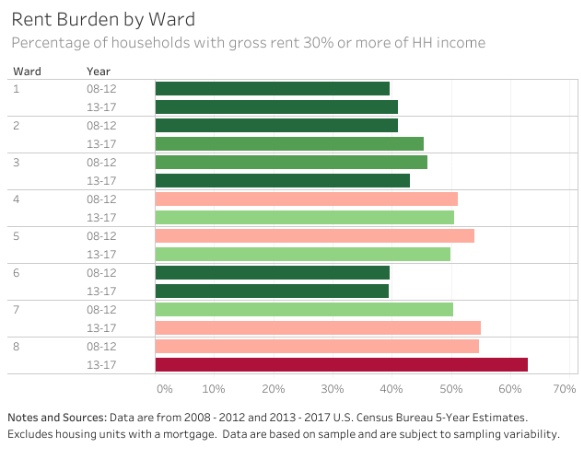 Rent Burden by Ward
Percentage of households with gross rent 30% or more of HH income
Ward Year
1 08-12
13-17
2 08-12
13-17
3 08-12
13-17
4 08-12
13-17
5 08-12
13-17
6 08-12
13-17
7 08-12
13-17
8 08-12
13-17
0% 10% 20% 30% 40% 50% 60% 70%
Notes and Sources: Data are from 2008 - 2012 and 2013 - 2017 U.S. Census Bureau 5-Year Estimates.
Excludes housing units with a mortgage. Data are based on sample and are subject to sampling variability.